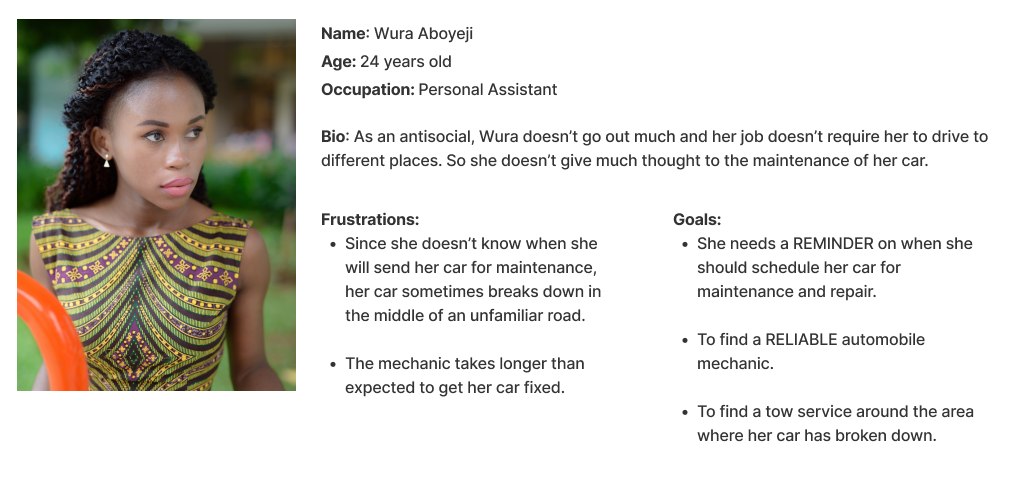 Name: Wura Aboyeji
Age: 24 years old
Occupation: Personal Assistant
Bio: As an antisocial, Wura doesn’t go out much and her job doesn’t require her to drive to
different places. So she doesn’t give much thought to the maintenance of her car.
Frustrations:
• Since she doesn’t know when she
will send her car for maintenance,
her car sometimes breaks down in
the middle of an unfamiliar road.
• The mechanic takes longer than
expected to get her car fixed.
Goals:
• She needs a REMINDER on when she
should schedule her car for
maintenance and repair.
• To find a RELIABLE automobile
mechanic.
• To find a tow service around the area
where her car has broken down.